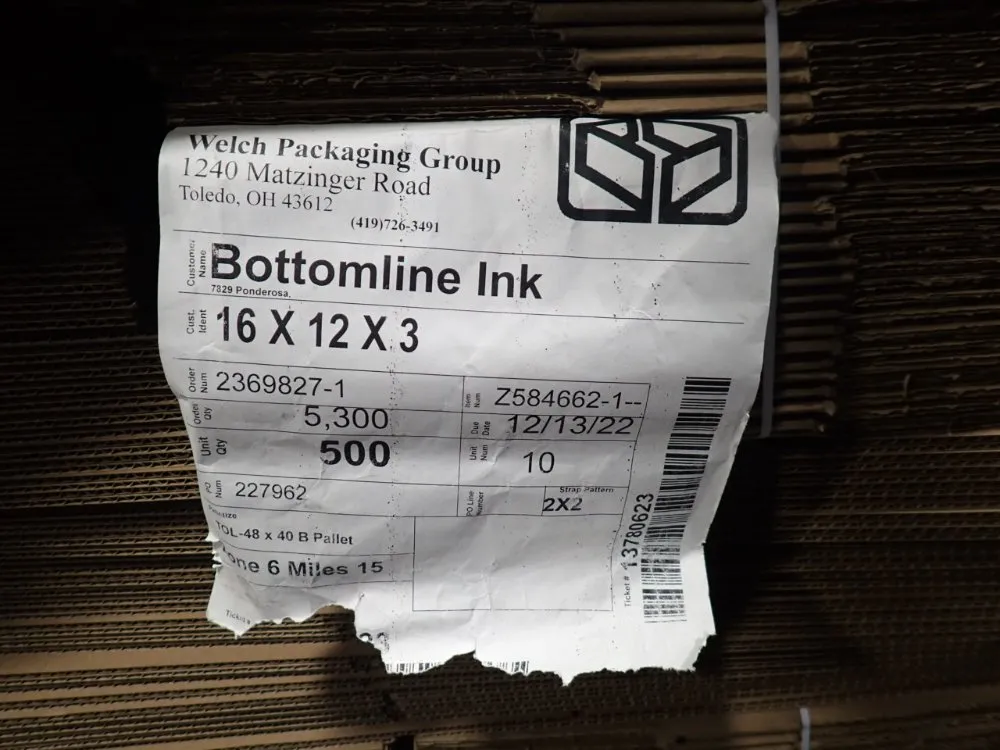 Welch Packaging Group
1240 Matzinger Road
Toledo, OH 43612
(419)726-3491
Customer Name
Bottomline Ink
7829 Ponderosa,
Cust. Ident
16 X 12 X 3
Order Num
2369827-1
Item Num
Z584662-1--
Order Qty
5,300
Due Date
12/13/22
Unit Qty
500
Unit Num
10
PO Num
227962
PO Line Number
Strap Pattern
2X2
TOL-48 x 40 B Pallet
6 Miles 15
Ticket #
13780623